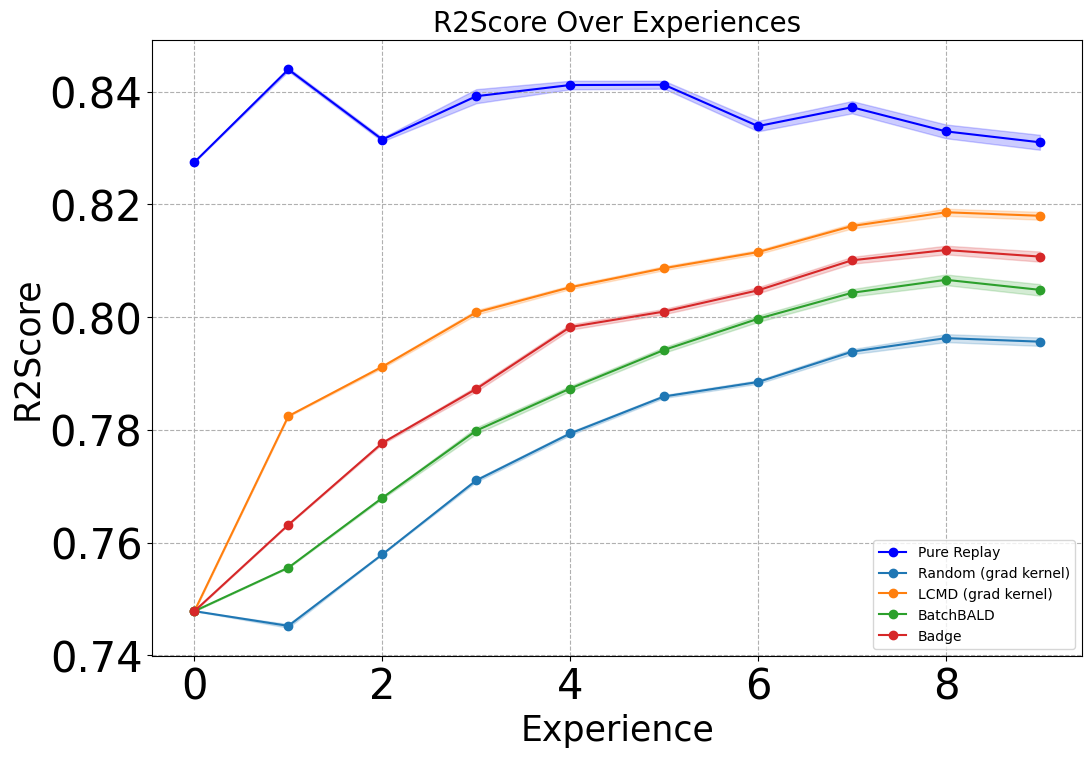 R2Score Over Experiences
R2Score
0.84
0.82
0.80
0.78
0.76
0.74
0 2 4 6 8
Experience
Pure Replay
Random (grad kernel)
LCMD (grad kernel)
BatchBALD
Badge